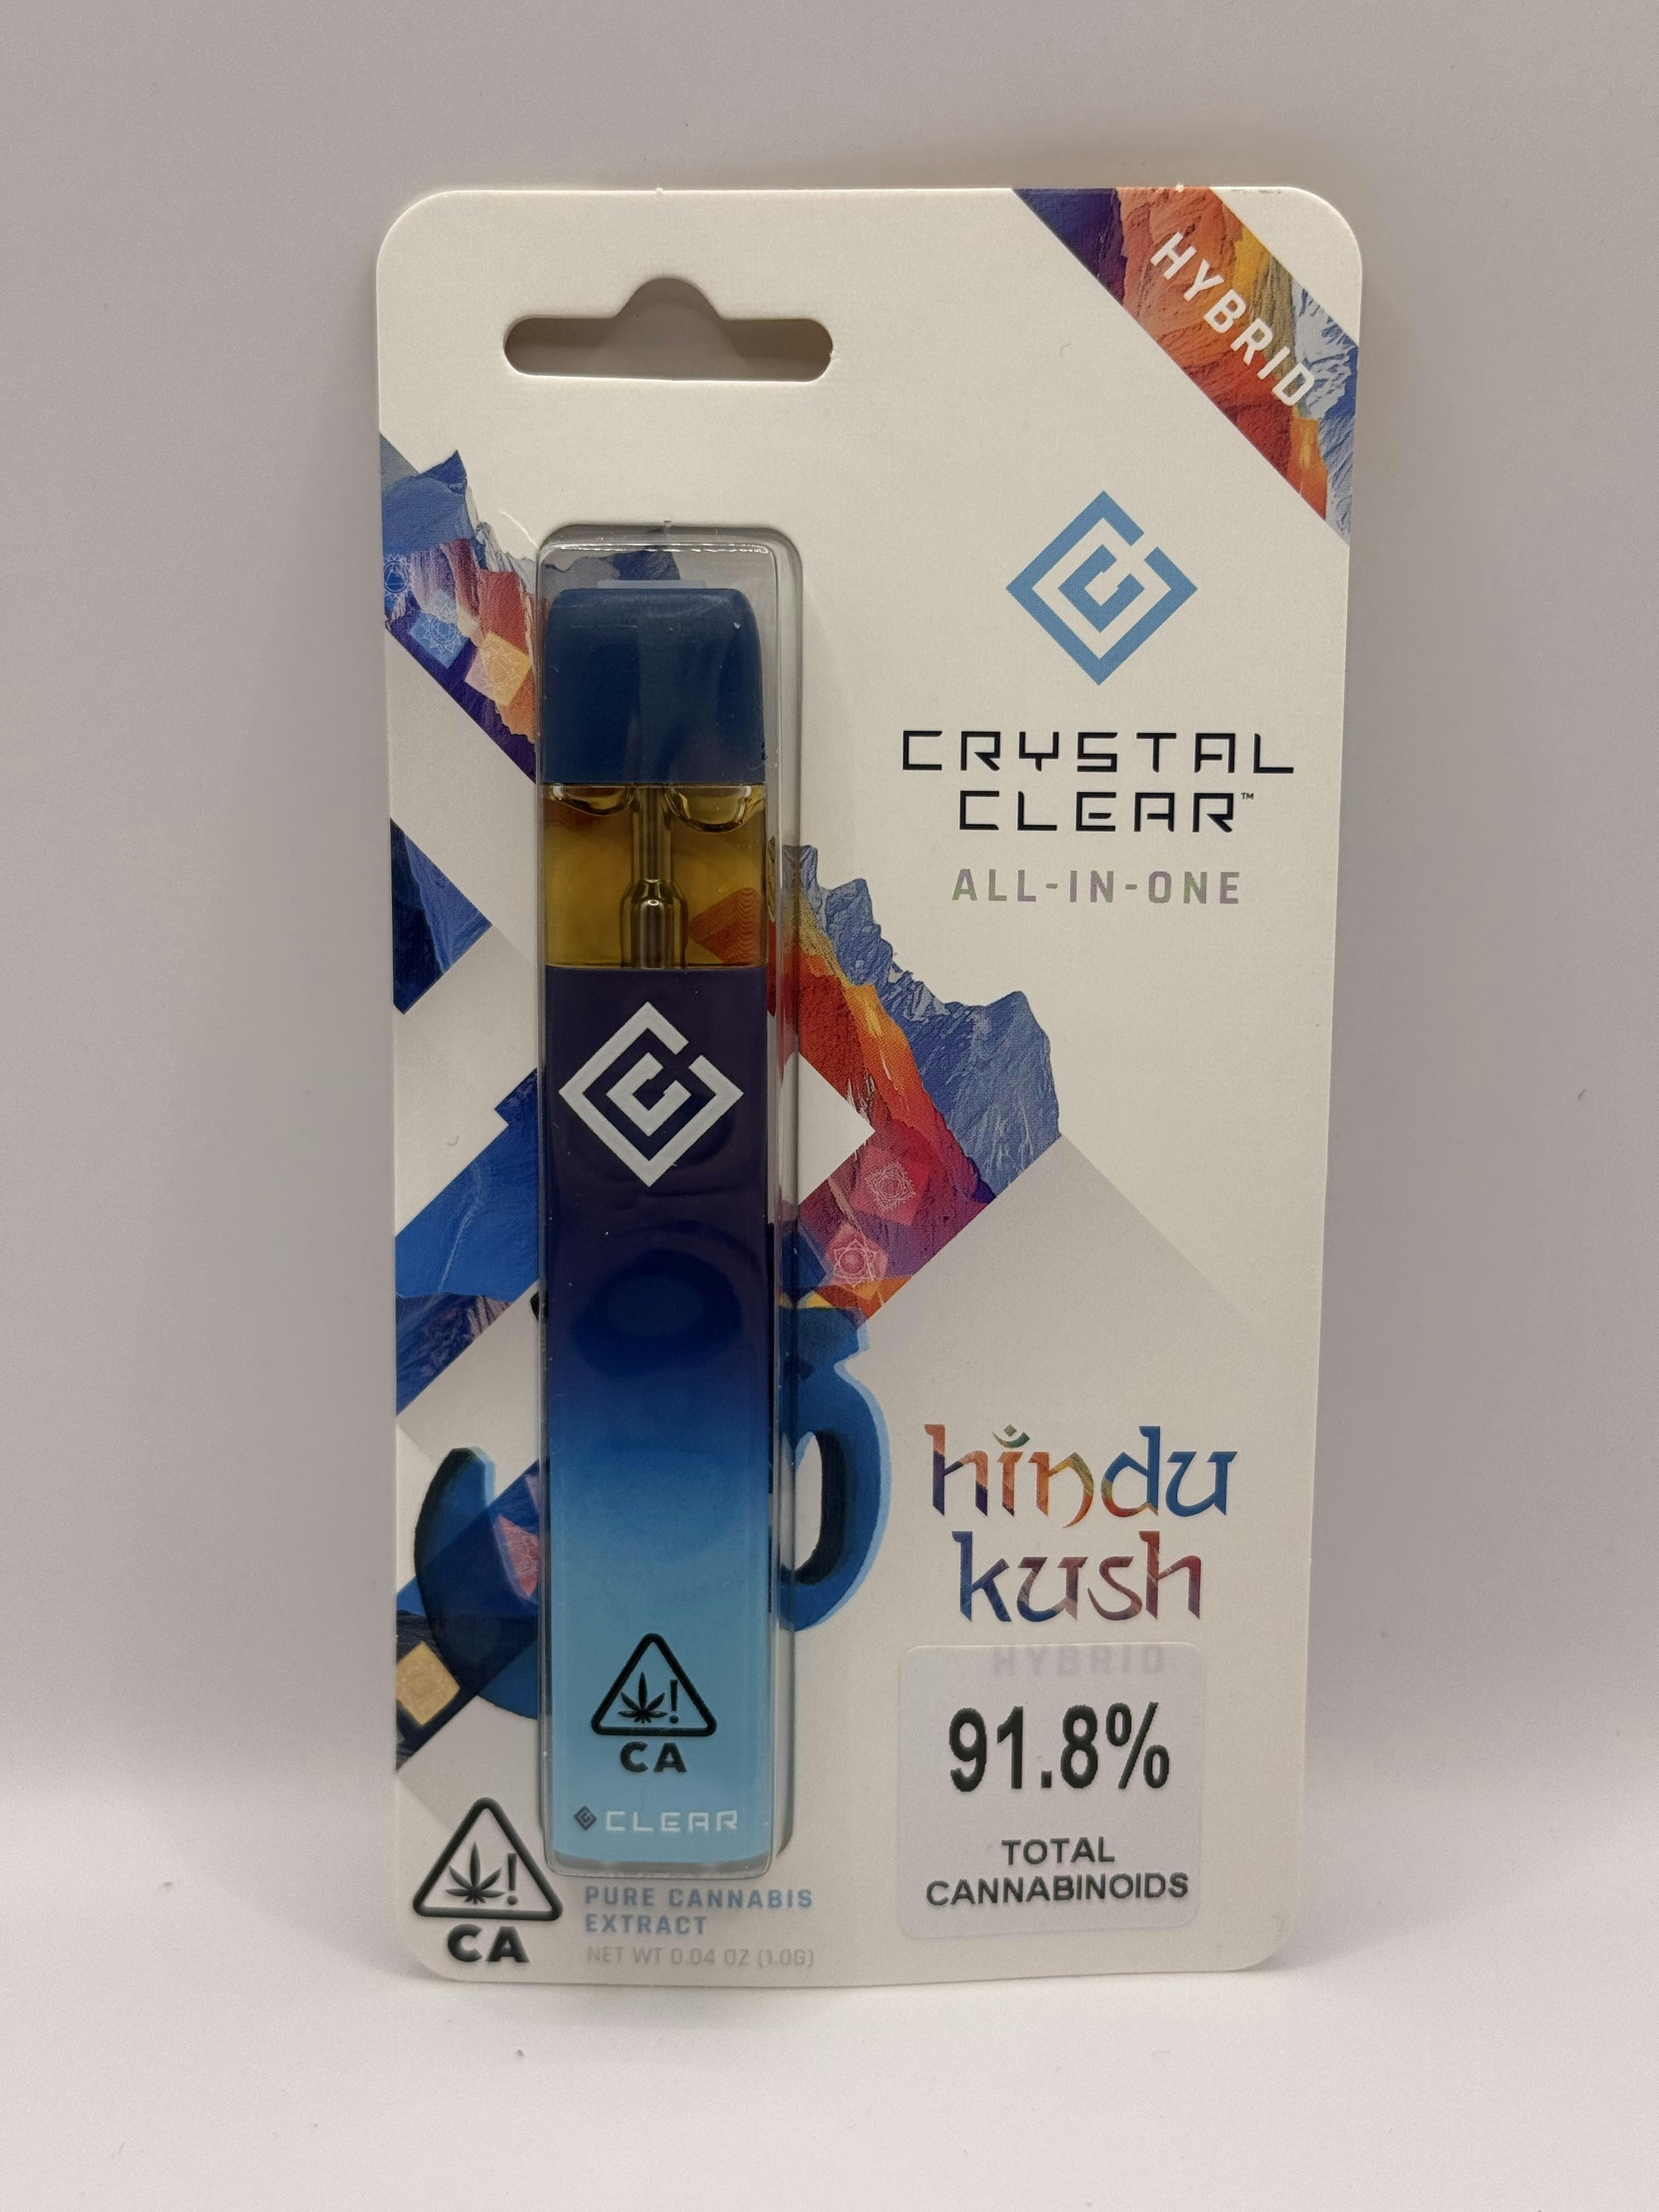 HYBRID
CRYSTAL
CLEAR™
ALL-IN-ONE
hindu
kush
HYBRID
91.8%
TOTAL
CANNABINOIDS
CA
CLEAR
CA
PURE CANNABIS
EXTRACT
NET WT 0.04 OZ (1.0G)